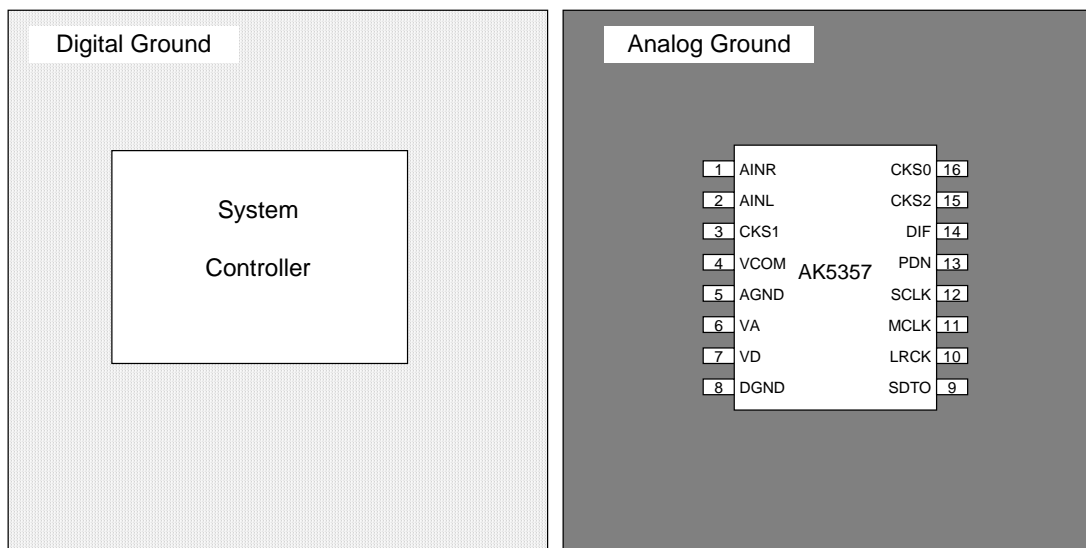 Digital Ground
System
Controller
Analog Ground
1 AINR
2 AINL
3 CKS1
4 VCOM
5 AGND
6 VA
7 VD
8 DGND
AK5357
CKS0 16
CKS2 15
DIF 14
PDN 13
SCLK 12
MCLK 11
LRCK 10
SDTO 9